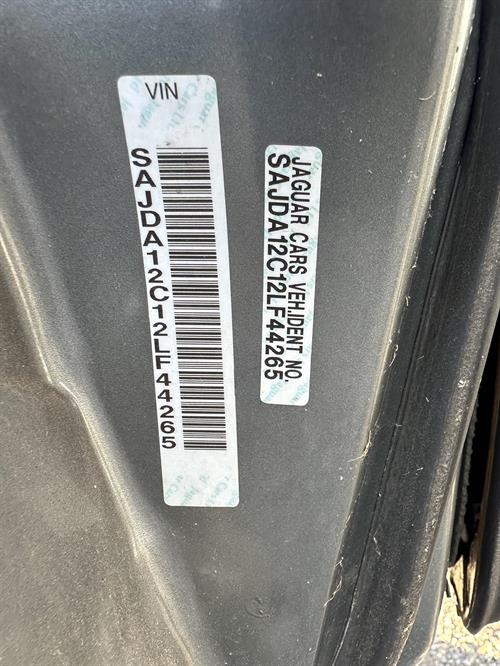 VIN
SAJDA12C12LF44265
JAGUAR CARS VEH.IDENT NO.
SAJDA12C12LF44265